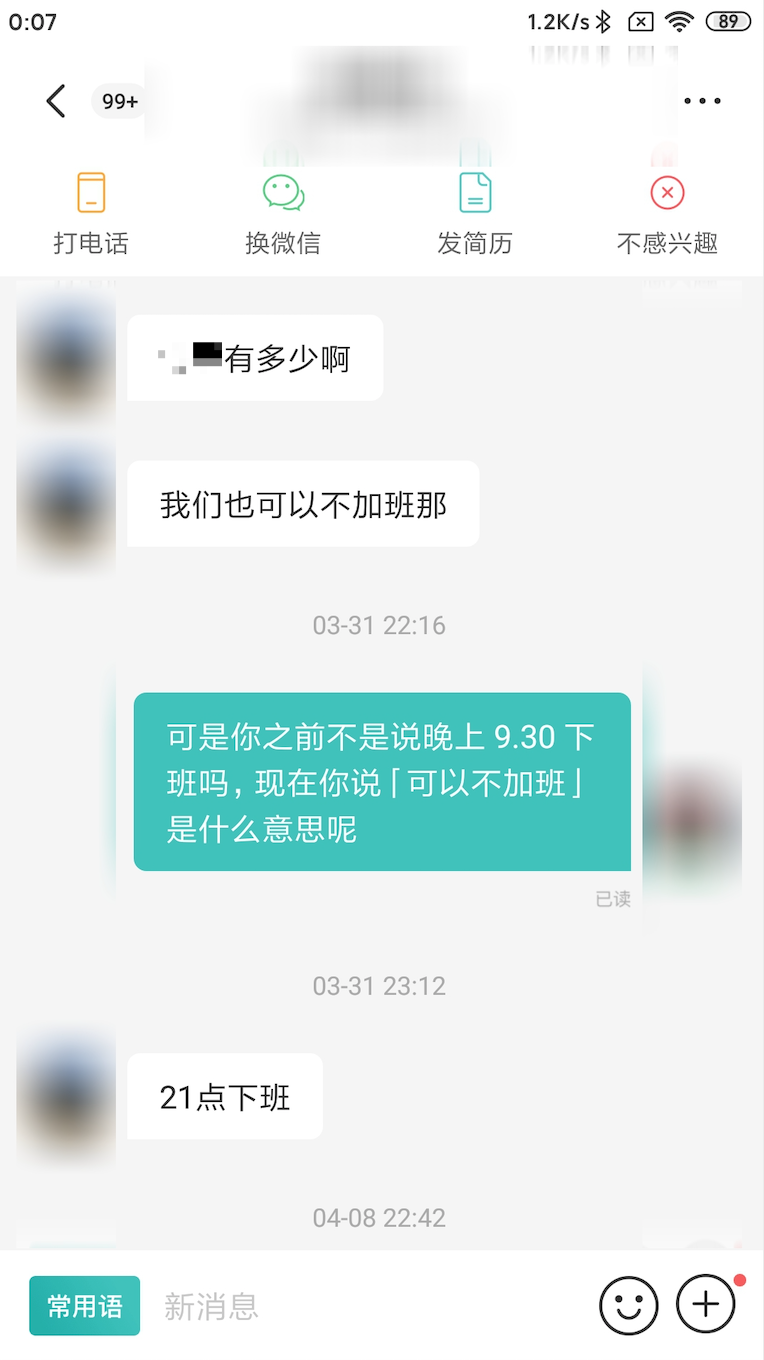 0:07
1.2K/s
89
99+
打电话
换微信
发简历
不感兴趣
有多少啊
我们也可以不加班那
03-31 22:16
可是你之前不是说晚上 9.30 下
班吗，现在你说「可以不加班」
是什么意思呢
已读
03-31 23:12
21点下班
04-08 22:42
常用语
新消息